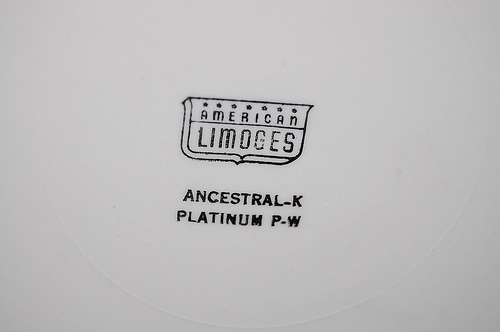 AMERICAN
LIMOGES
ANCESTRAL-K
PLATINUM P-W